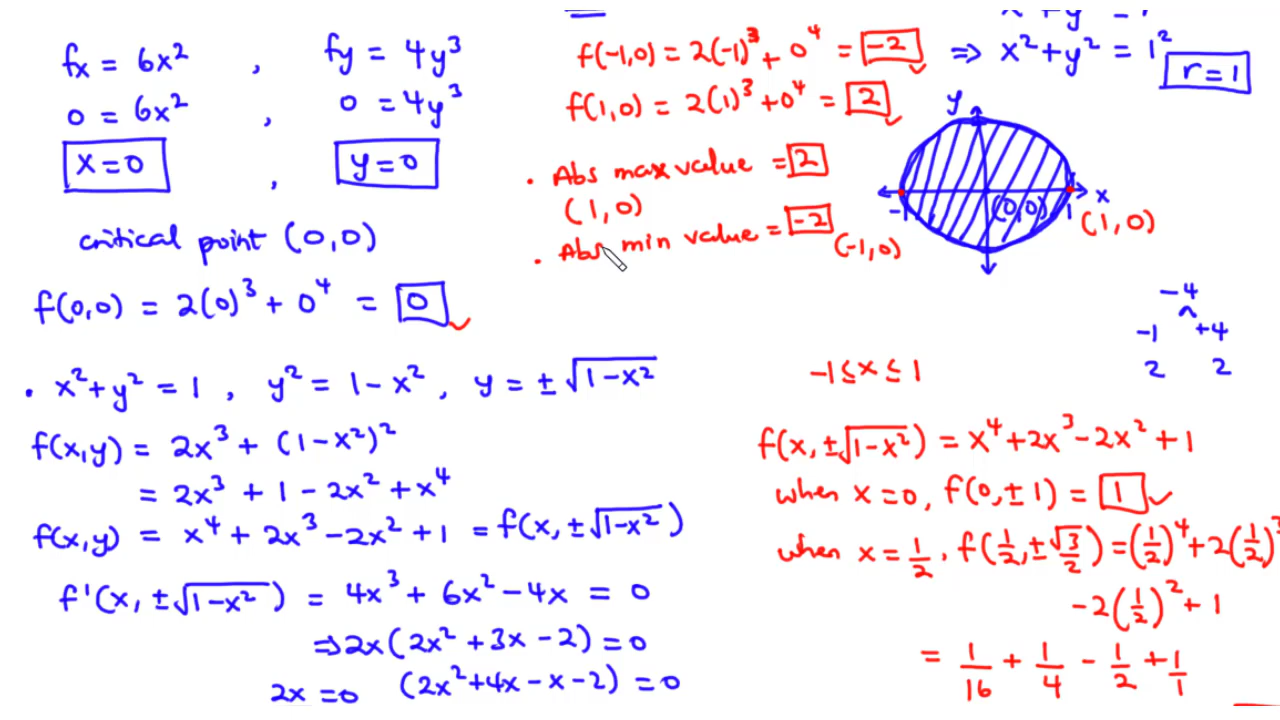 fx = 6x² , fy = 4y³
0 = 6x² , 0 = 4y³
x = 0 , y = 0
critical point (0,0)
f(0,0) = 2(0)³ + 0⁴ = 0
• x² + y² = 1 , y² = 1 - x² , y = ± √(1-x²)
f(x,y) = 2x³ + (1-x²)²
= 2x³ + 1 - 2x² + x⁴
f(x,y) = x⁴ + 2x³ - 2x² + 1 = f(x, ±√(1-x²))
f'(x, ±√(1-x²)) = 4x³ + 6x² - 4x = 0
⇒ 2x(2x² + 3x - 2) = 0
2x = 0 (2x² + 4x - x - 2) = 0
f(-1,0) = 2(-1)³ + 0⁴ = -2
f(1,0) = 2(1)³ + 0⁴ = 2
• Abs max value = 2
(1,0)
• Abs min value = -2
(-1,0)
⇒ x² + y² = 1²
r = 1
y
x
-1 (0,0) 1
(1,0)
-4
-1 +4
2 2
-1 ≤ x ≤ 1
f(x, ±√(1-x²)) = x⁴ + 2x³ - 2x² + 1
when x = 0, f(0, ±1) = 1
when x = 1/2, f(1/2, ±√3/2) = (1/2)⁴ + 2(1/2)³
-2(1/2)² + 1
= 1/16 + 1/4 - 1/2 + 1/1